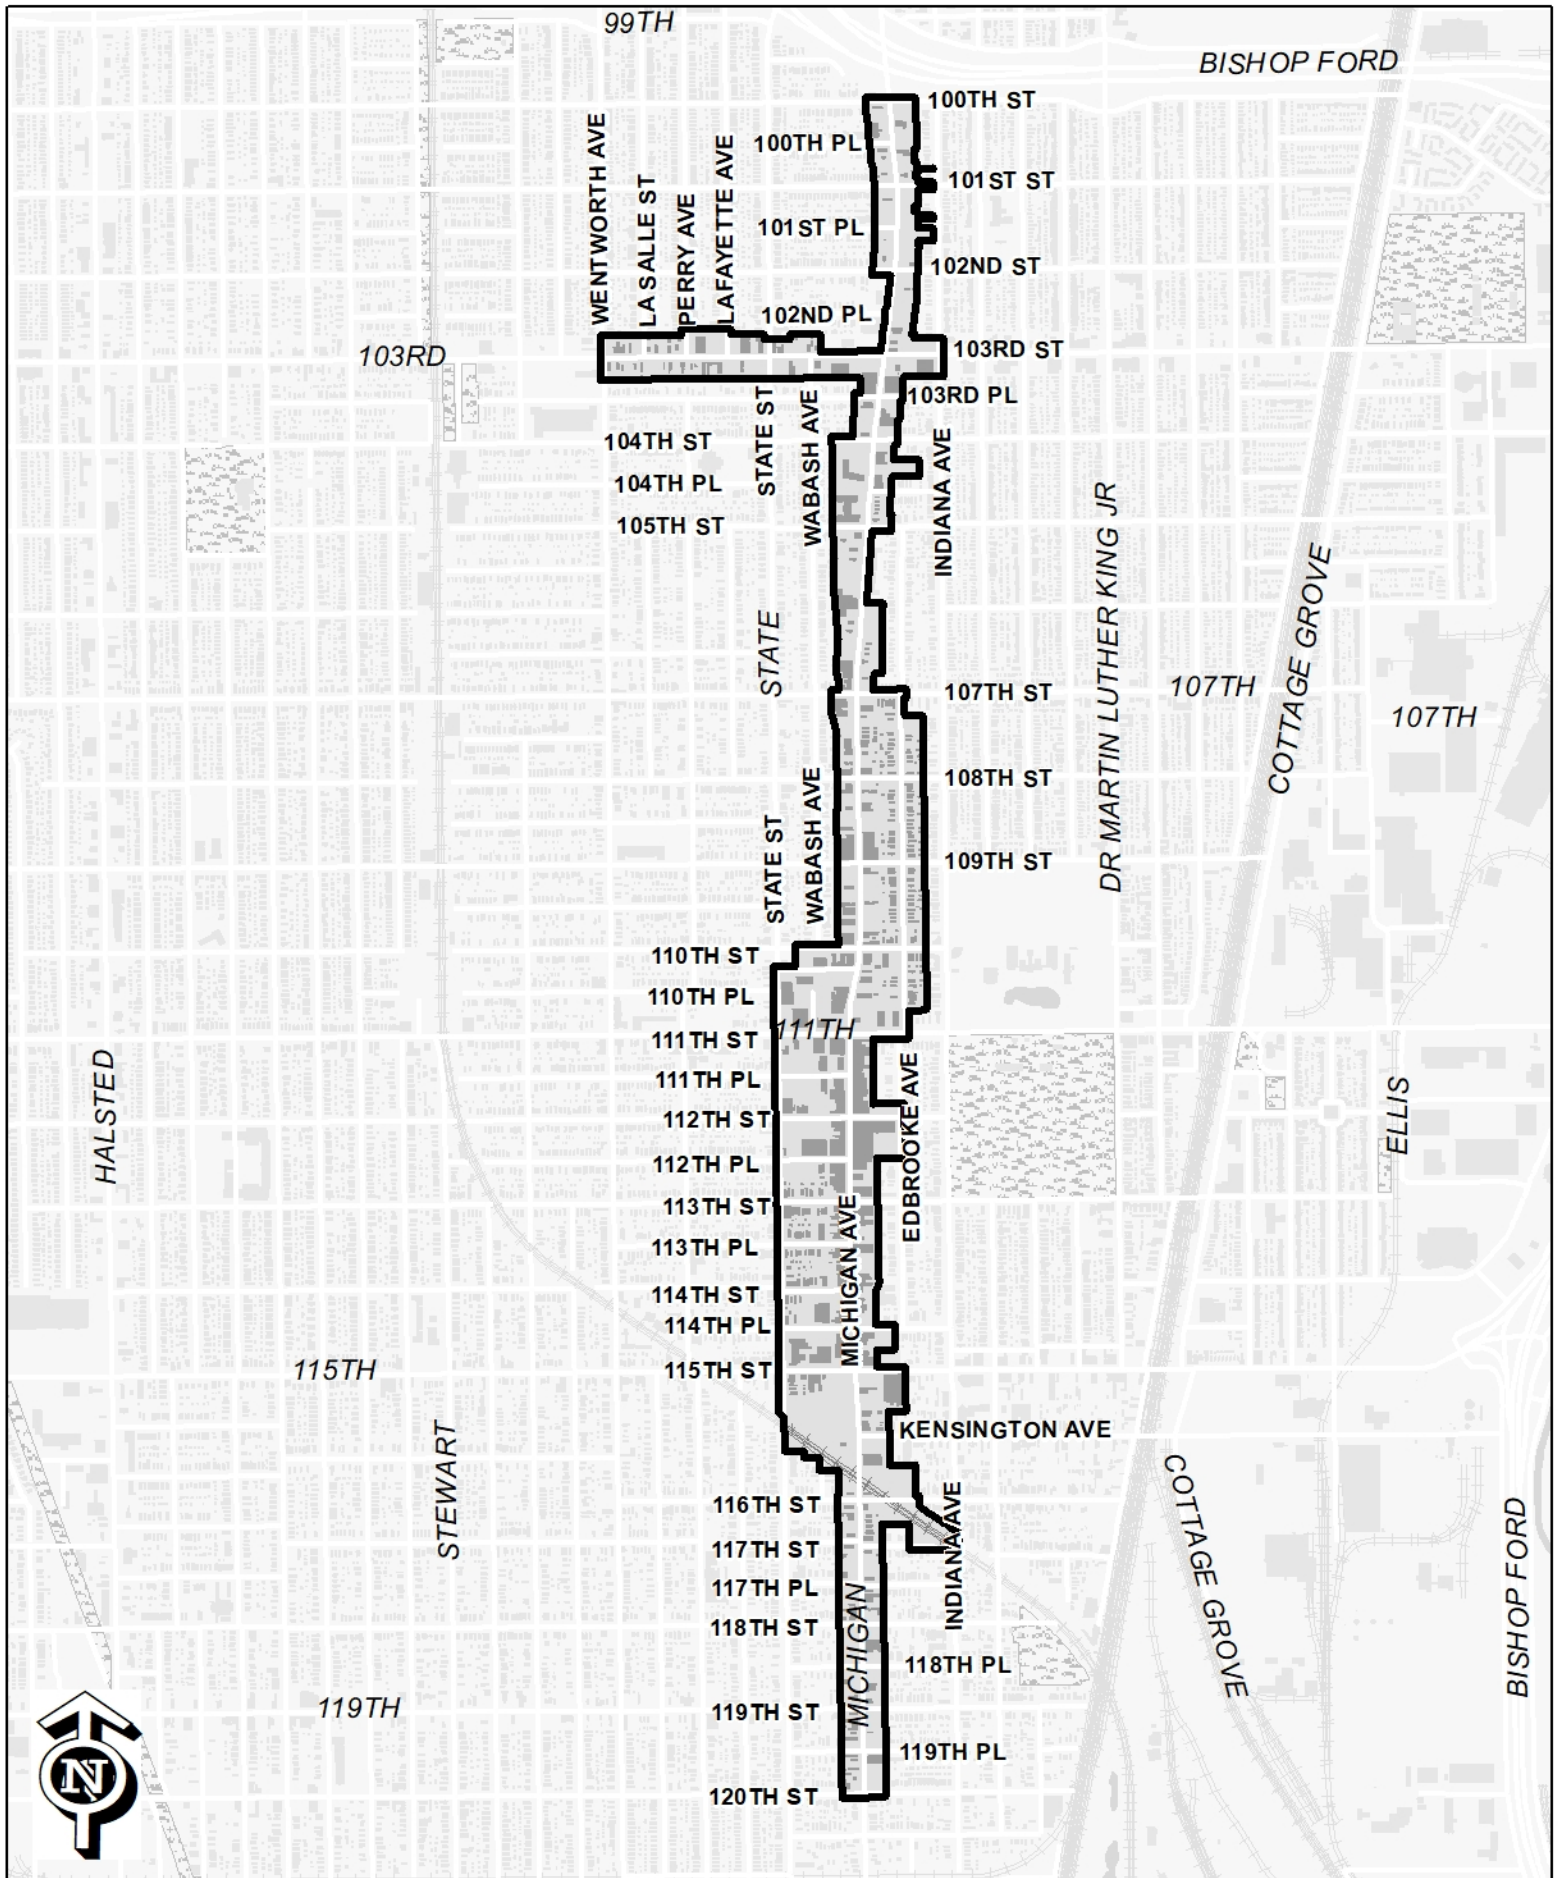 99TH
BISHOP FORD
100TH ST
WENTWORTH AVE
LASALLE ST
PERRY AVE
LAFAYETTE AVE
100TH PL
101ST ST
101ST PL
102ND ST
102ND PL
103RD
103RD ST
103RD PL
STATE ST
WABASH AVE
104TH ST
104TH PL
105TH ST
INDIANA AVE
DR MARTIN LUTHER KING JR
COTTAGE GROVE
STATE
107TH ST
107TH
107TH
108TH ST
STATE ST
WABASH AVE
109TH ST
110TH ST
110TH PL
111TH
111TH ST
111TH PL
112TH ST
112TH PL
HALSTED
EDBROOKE AVE
ELLIS
113TH ST
113TH PL
MICHIGAN AVE
114TH ST
114TH PL
115TH
115TH ST
KENSINGTON AVE
STEWART
COTTAGE GROVE
116TH ST
INDIANA AVE
BISHOP FORD
117TH ST
117TH PL
MICHIGAN
118TH ST
118TH PL
119TH
119TH ST
119TH PL
N
120TH ST